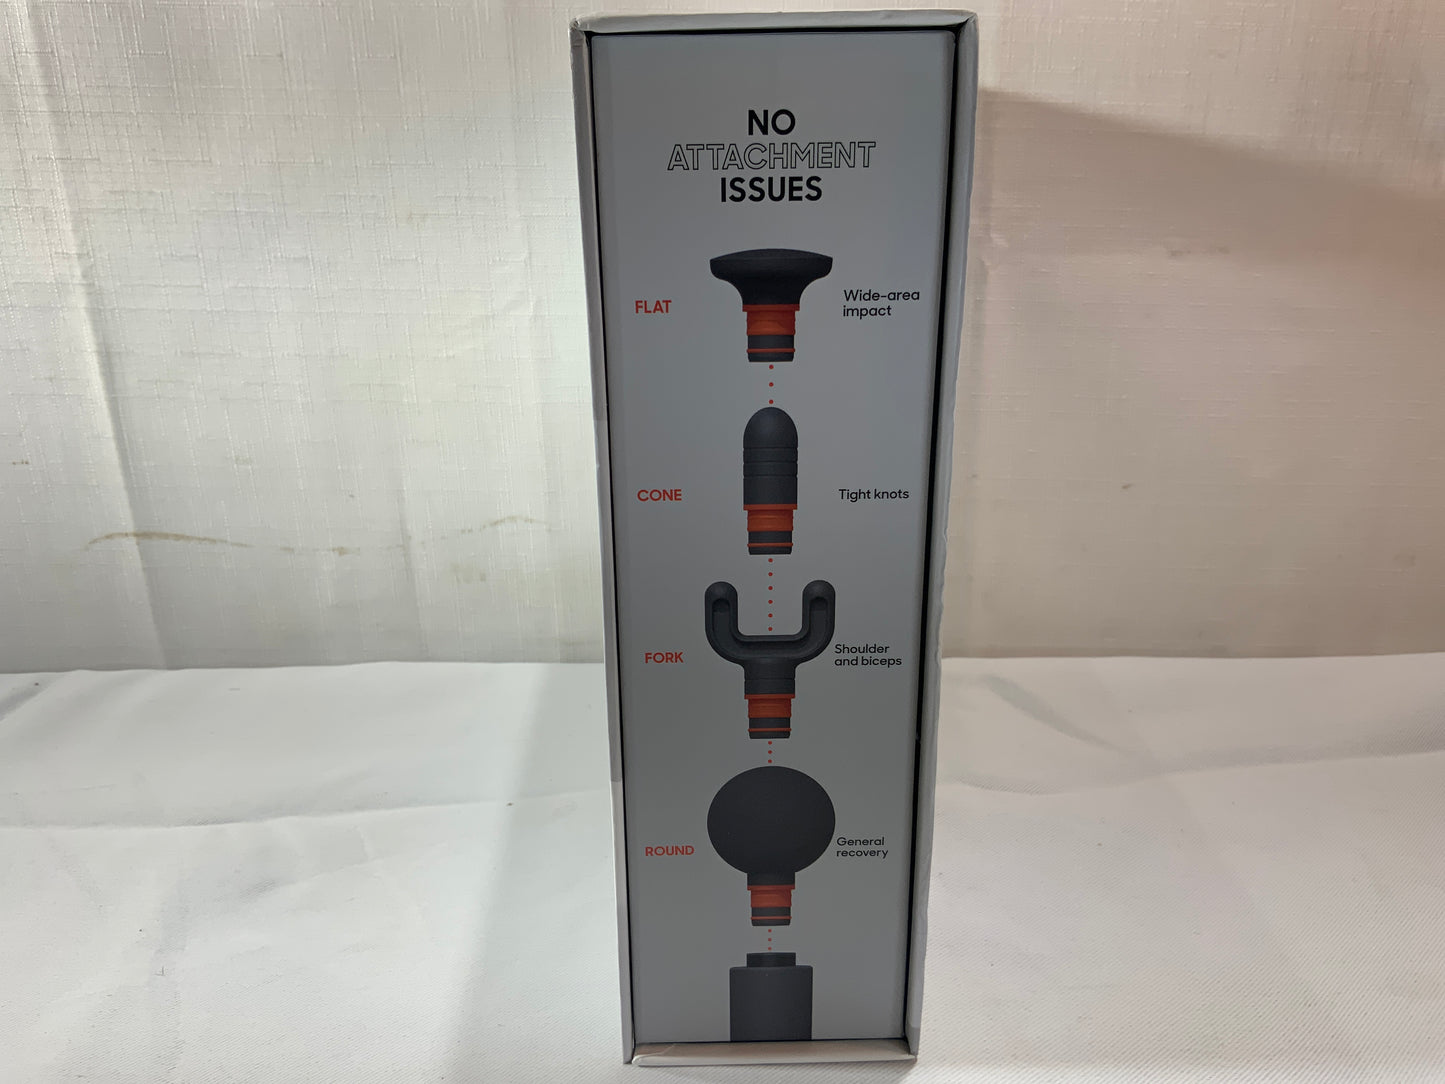 NO
ATTACHMENT
ISSUES
FLAT
Wide-area
impact
CONE
Tight knots
FORK
Shoulder
and biceps
ROUND
General
recovery